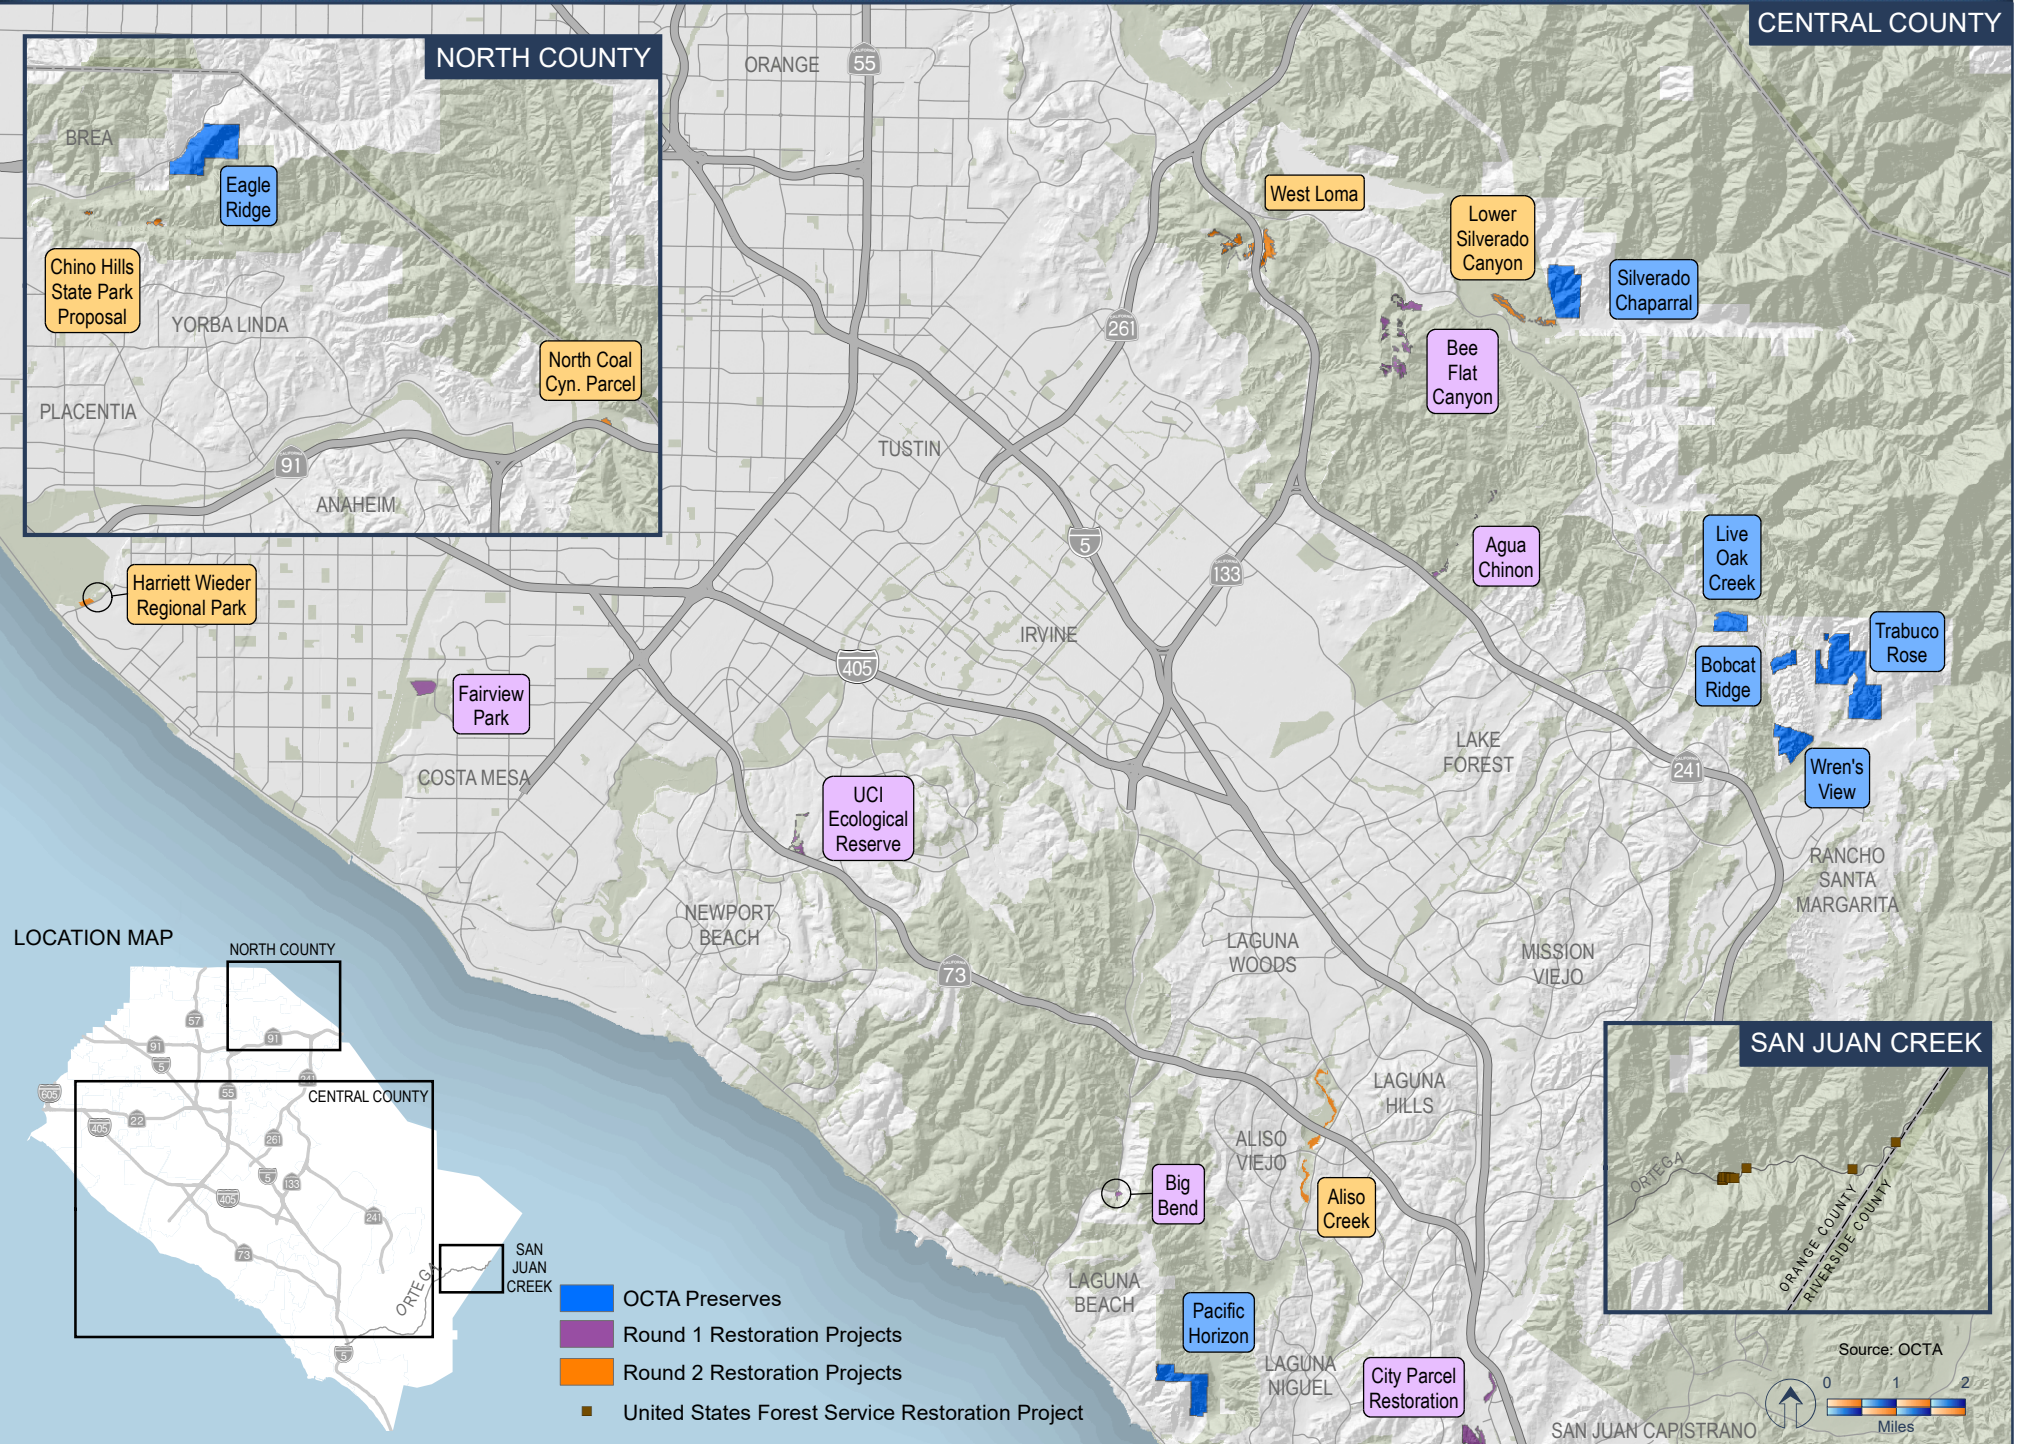 CENTRAL COUNTY
NORTH COUNTY
BREA
Eagle
Ridge
Chino Hills
State Park
Proposal
YORBA LINDA
North Coal
Cyn. Parcel
PLACENTIA
CALIFORNIA
91
ANAHEIM
ORANGE
CALIFORNIA
55
West Loma
Lower
Silverado
Canyon
Silverado
Chaparral
CALIFORNIA
261
Bee
Flat
Canyon
TUSTIN
Agua
Chinon
Live
Oak
Creek
5
CALIFORNIA
133
Harriett Wieder
Regional Park
IRVINE
Trabuco
Rose
Bobcat
Ridge
405
Fairview
Park
LAKE
FOREST
CALIFORNIA
241
COSTA MESA
Wren's
View
UCI
Ecological
Reserve
RANCHO
SANTA
MARGARITA
NEWPORT
BEACH
LAGUNA
WOODS
MISSION
VIEJO
CALIFORNIA
73
LAGUNA
HILLS
ALISO
VIEJO
Big
Bend
Aliso
Creek
LAGUNA
BEACH
Pacific
Horizon
LAGUNA
NIGUEL
City Parcel
Restoration
SAN JUAN CAPISTRANO
SAN JUAN CREEK
ORTEGA
ORANGE COUNTY
RIVERSIDE COUNTY
Source: OCTA
0 1 2
Miles
LOCATION MAP
NORTH COUNTY
57
91
91
5
241
605
55
CENTRAL COUNTY
22
405
261
5
133
405
241
73
SAN
JUAN
CREEK
ORTEGA
5
OCTA Preserves
Round 1 Restoration Projects
Round 2 Restoration Projects
United States Forest Service Restoration Project